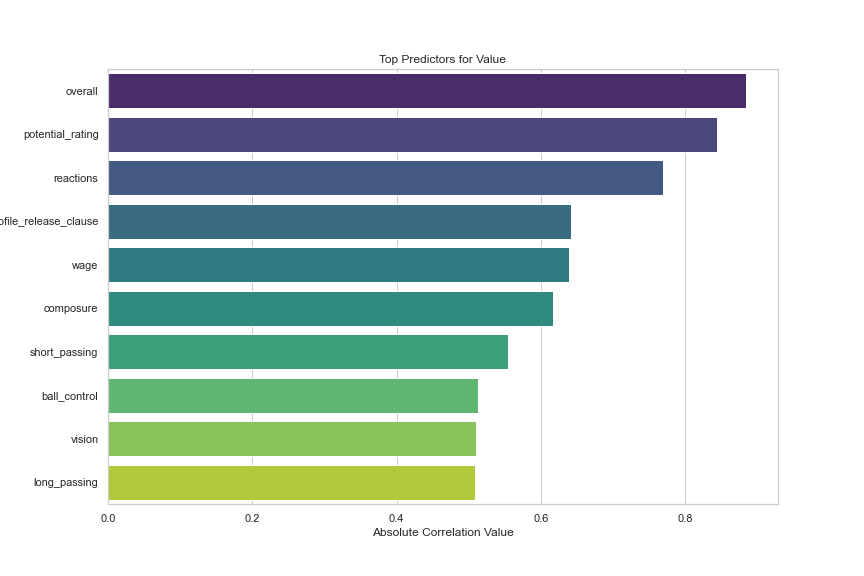 Top Predictors for Value
overall
potential_rating
reactions
ofile_release_clause
wage
composure
short_passing
ball_control
vision
long_passing
0.0 0.2 0.4 0.6 0.8
Absolute Correlation Value